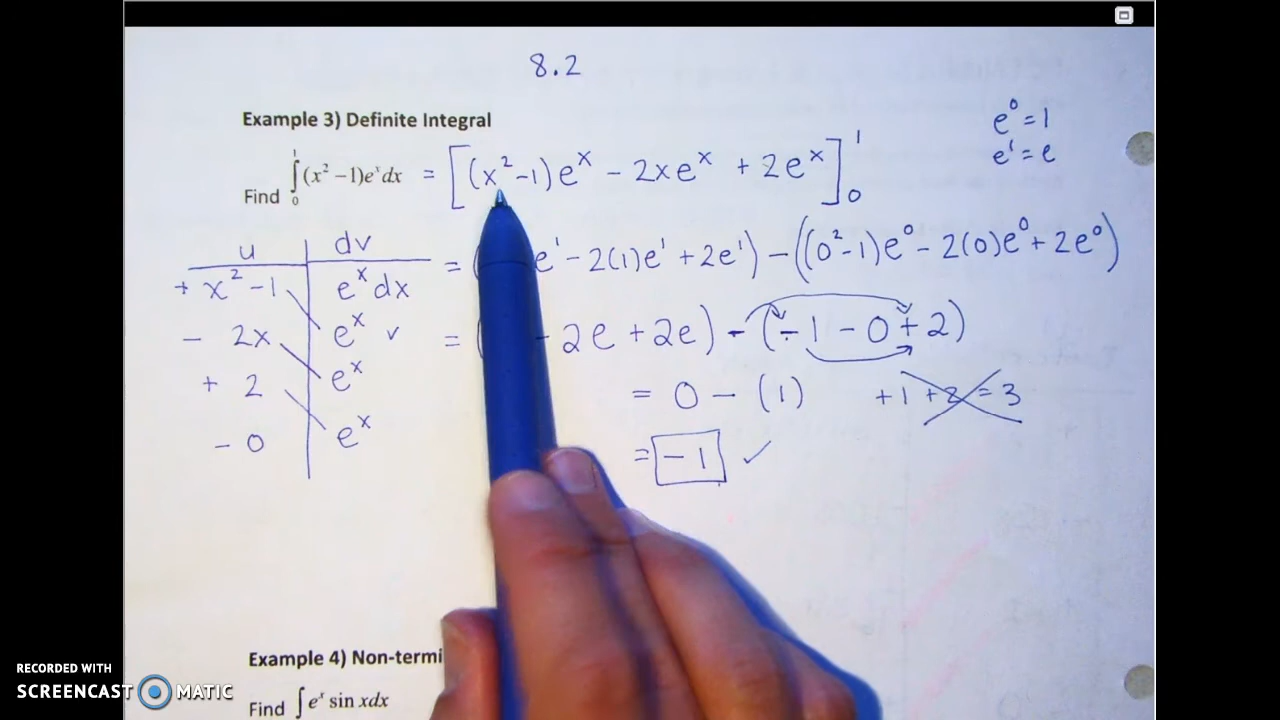 8.2
Example 3) Definite Integral
e⁰ = 1
e¹ = e
Find ∫₀¹ (x² −1)eˣdx = [(x² −1)eˣ − 2xeˣ + 2eˣ]₀¹
u | dv
+ x² −1 | eˣ dx
− 2x | eˣ ✓
+ 2 | eˣ
− 0 | eˣ
= ( e¹ − 2(1)e¹ + 2e¹) − ((0² −1)e⁰ − 2(0)e⁰ + 2e⁰)
= ( − 2e + 2e) − (−1 − 0 + 2)
= 0 − (1)
+1 + 2 = 3
= −1 ✓
Example 4) Non-termi
Find ∫ eˣ sin xdx
RECORDED WITH
SCREENCAST MATIC